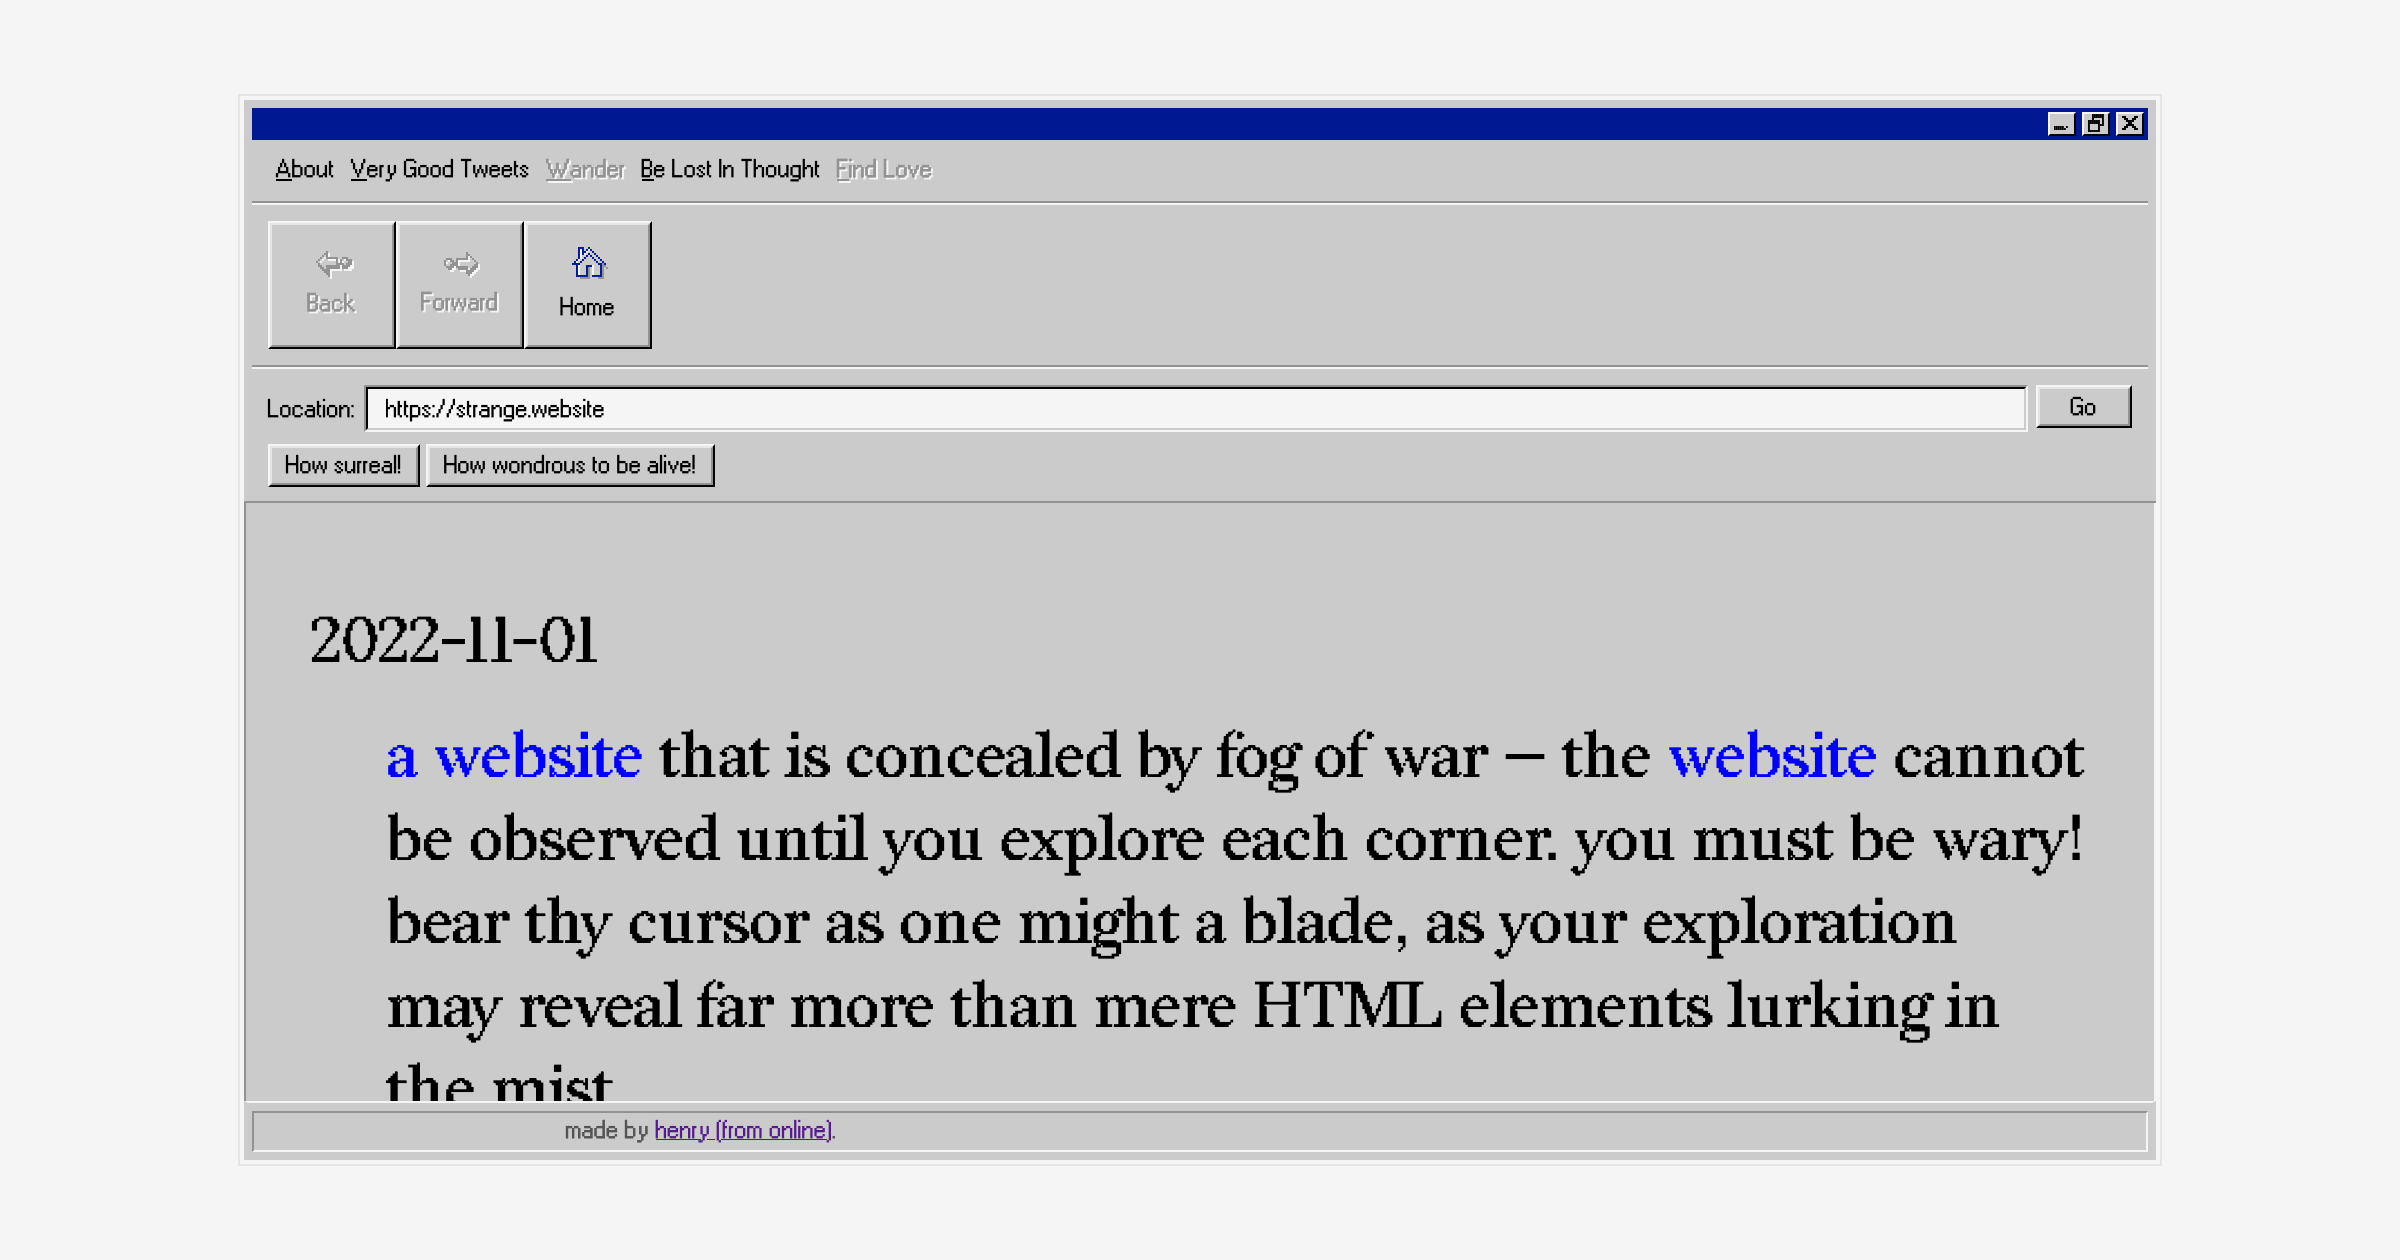 About Very Good Tweets Wander Be Lost In Thought Find Love
Back Forward Home
Location: https://strange.website Go
How surreal! How wondrous to be alive!
2022-11-01
a website that is concealed by fog of war — the website cannot
be observed until you explore each corner. you must be wary!
bear thy cursor as one might a blade, as your exploration
may reveal far more than mere HTML elements lurking in
the mist
made by henry (from online).